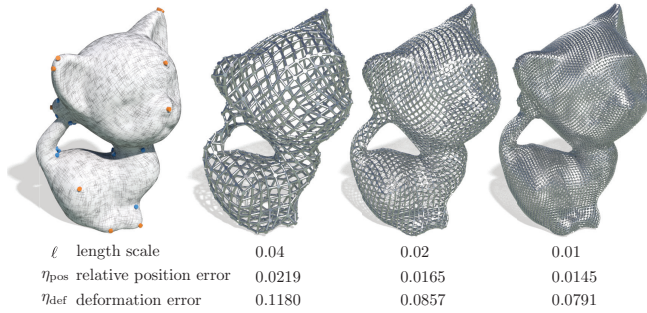 ℓ length scale 0.04 0.02 0.01
η_pos relative position error 0.0219 0.0165 0.0145
η_def deformation error 0.1180 0.0857 0.0791